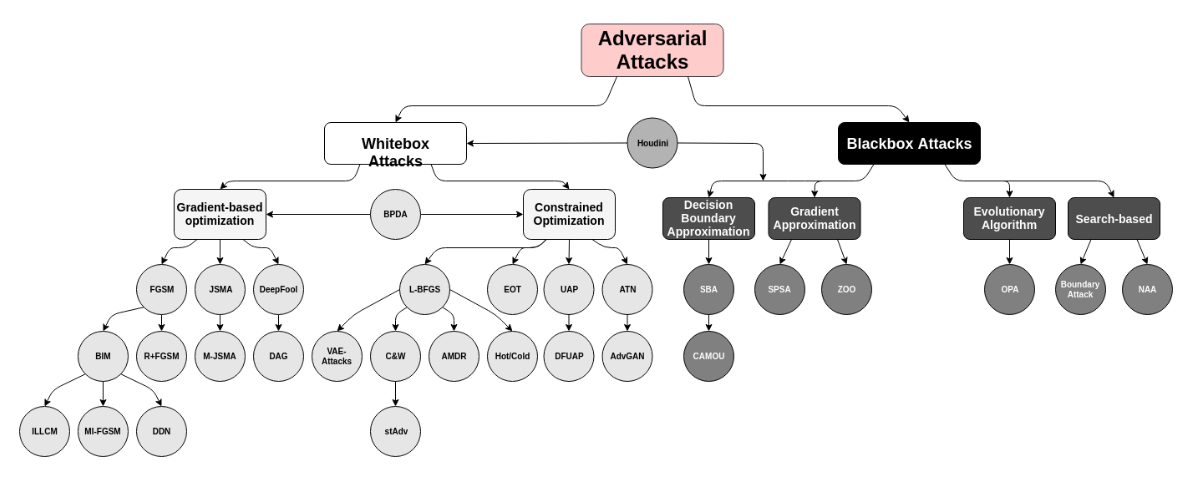 Adversarial
Attacks
Whitebox
Attacks
Houdini
Blackbox Attacks
Gradient-based
optimization
BPDA
Constrained
Optimization
Decision
Boundary
Approximation
Gradient
Approximation
Evolutionary
Algorithm
Search-based
FGSM
JSMA
DeepFool
L-BFGS
EOT
UAP
ATN
SBA
SPSA
ZOO
OPA
Boundary
Attack
NAA
BIM
R+FGSM
M-JSMA
DAG
VAE-
Attacks
C&W
AMDR
Hot/Cold
DFUAP
AdvGAN
CAMOU
ILLCM
MI-FGSM
DDN
stAdv